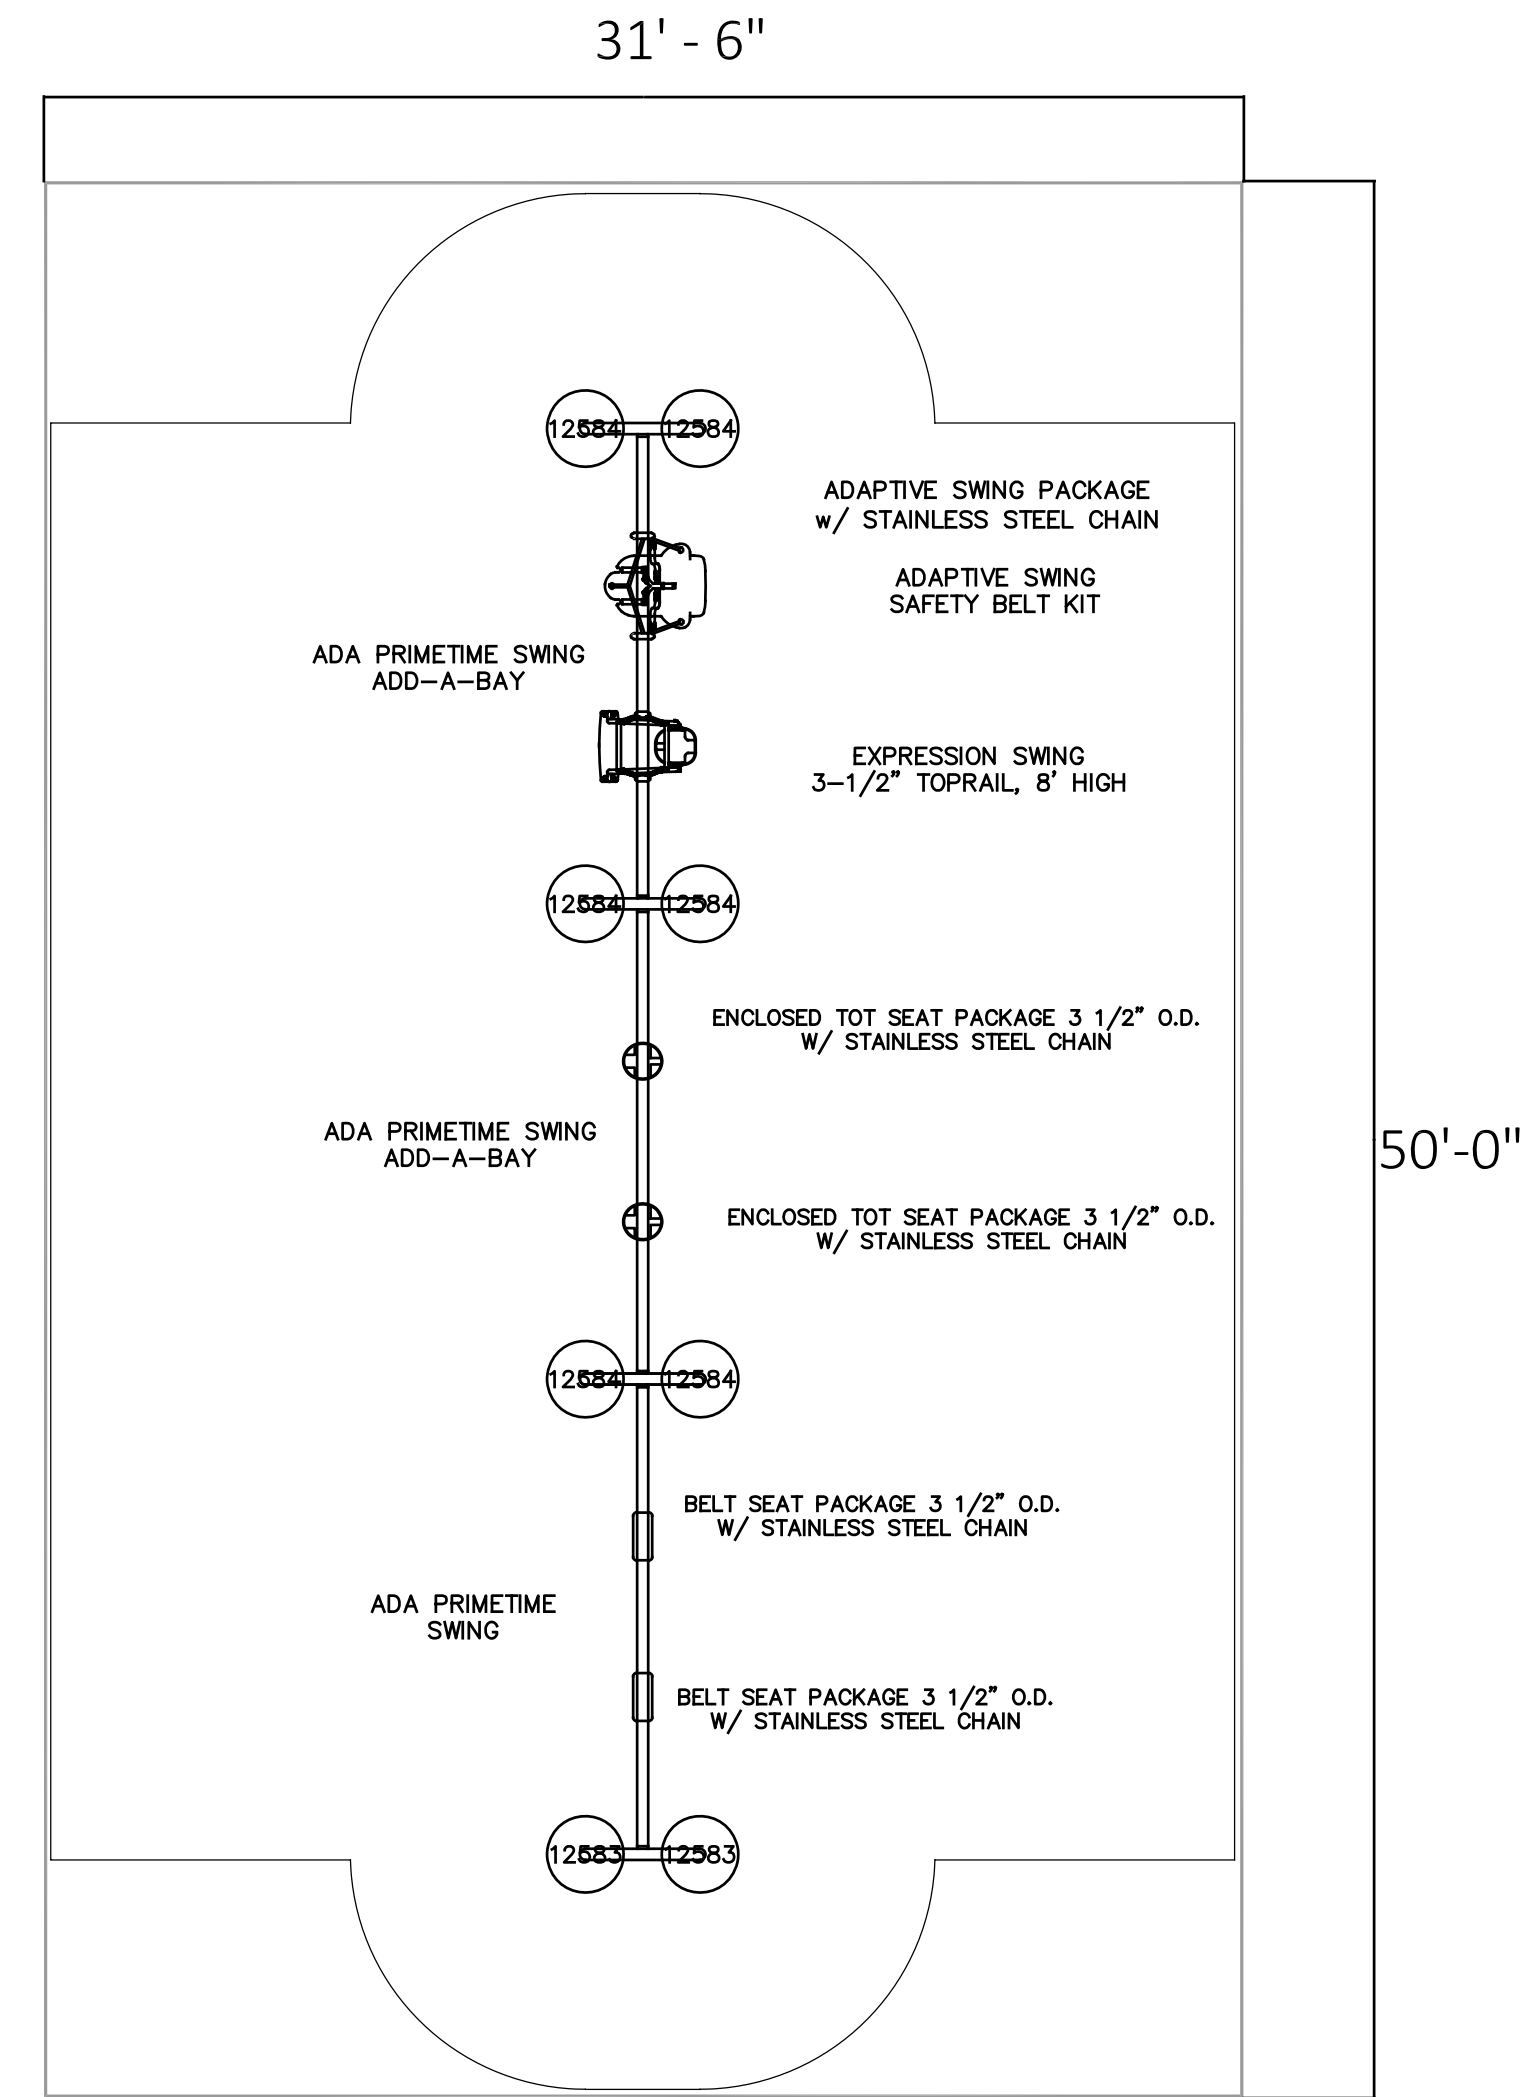 31' - 6"
12584 12584
ADAPTIVE SWING PACKAGE
w/ STAINLESS STEEL CHAIN
ADAPTIVE SWING
SAFETY BELT KIT
ADA PRIMETIME SWING
ADD-A-BAY
EXPRESSION SWING
3-1/2" TOPRAIL, 8' HIGH
12584 12584
ENCLOSED TOT SEAT PACKAGE 3 1/2" O.D.
W/ STAINLESS STEEL CHAIN
ADA PRIMETIME SWING
ADD-A-BAY
50'-0"
ENCLOSED TOT SEAT PACKAGE 3 1/2" O.D.
W/ STAINLESS STEEL CHAIN
12584 12584
BELT SEAT PACKAGE 3 1/2" O.D.
W/ STAINLESS STEEL CHAIN
ADA PRIMETIME
SWING
BELT SEAT PACKAGE 3 1/2" O.D.
W/ STAINLESS STEEL CHAIN
12583 12583